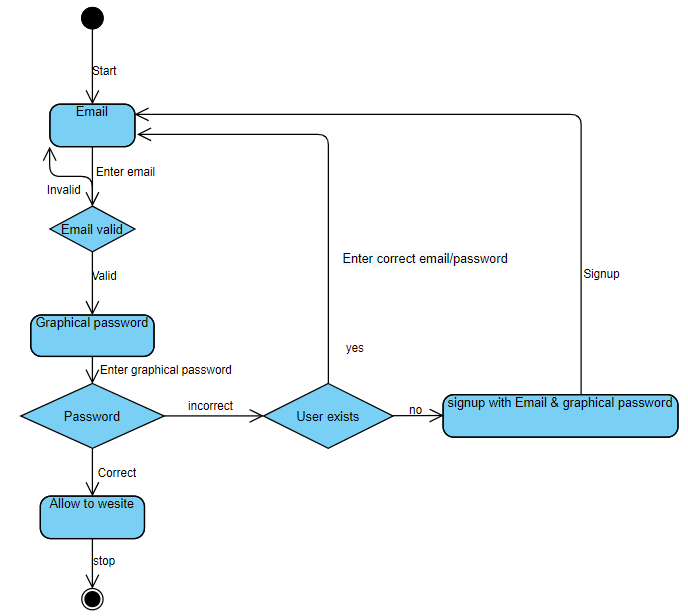 Start
Email
Enter email
Invalid
Email valid
Valid
Enter correct email/password
Signup
Graphical password
yes
Enter graphical password
Password
incorrect
User exists
no
signup with Email & graphical password
Correct
Allow to wesite
stop